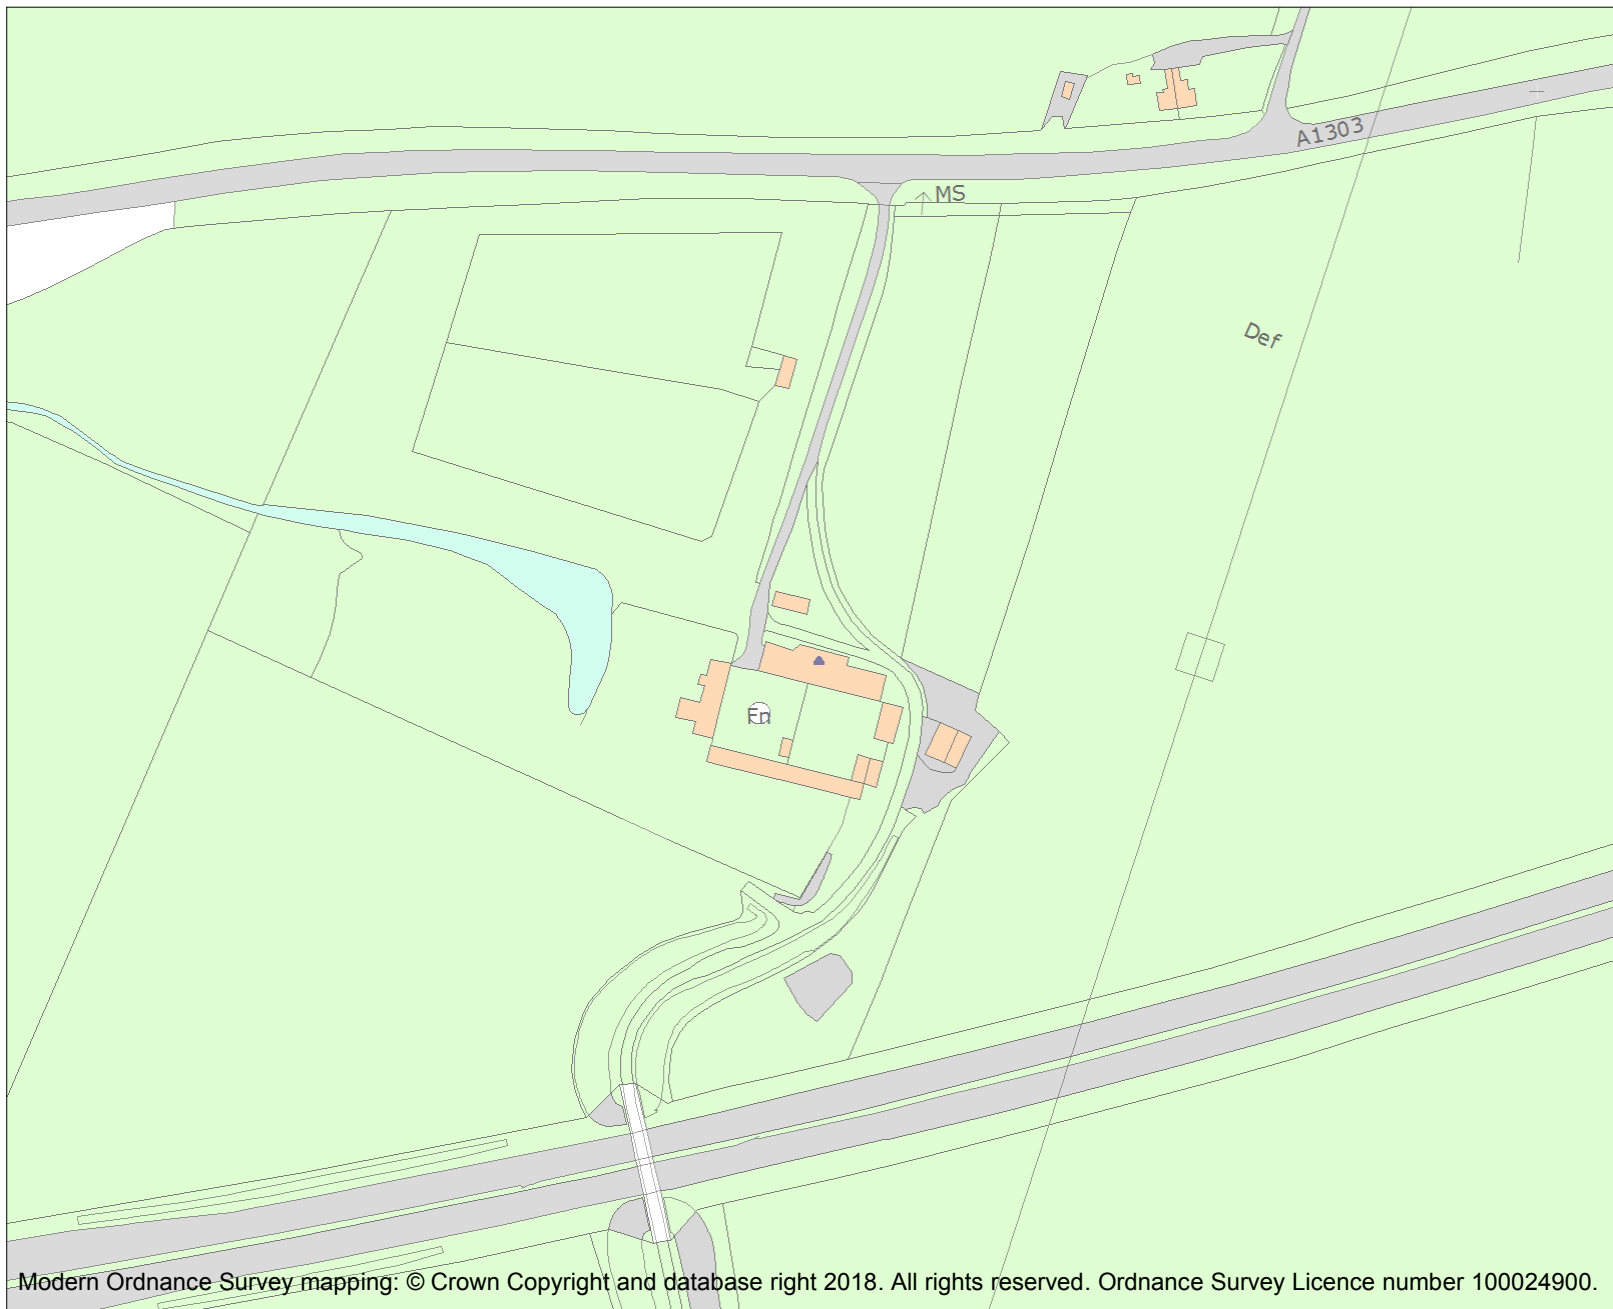 A1303
MS
Def
Fn
Modern Ordnance Survey mapping: © Crown Copyright and database right 2018. All rights reserved. Ordnance Survey Licence number 100024900.